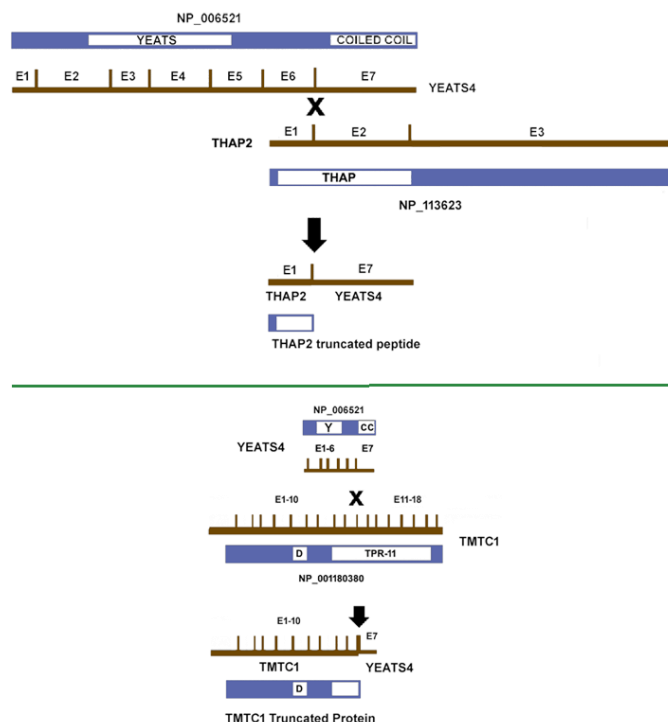 NP_006521
YEATS COILED COIL
E1 E2 E3 E4 E5 E6 E7
YEATS4
X
THAP2 E1 E2 E3
THAP
NP_113623
E1 E7
THAP2 YEATS4
THAP2 truncated peptide
NP_006521
Y CC
YEATS4 E1-6 E7
E1-10 X E11-18
TMTC1
D TPR-11
NP_001180380
E1-10 E7
TMTC1 YEATS4
D
TMTC1 Truncated Protein